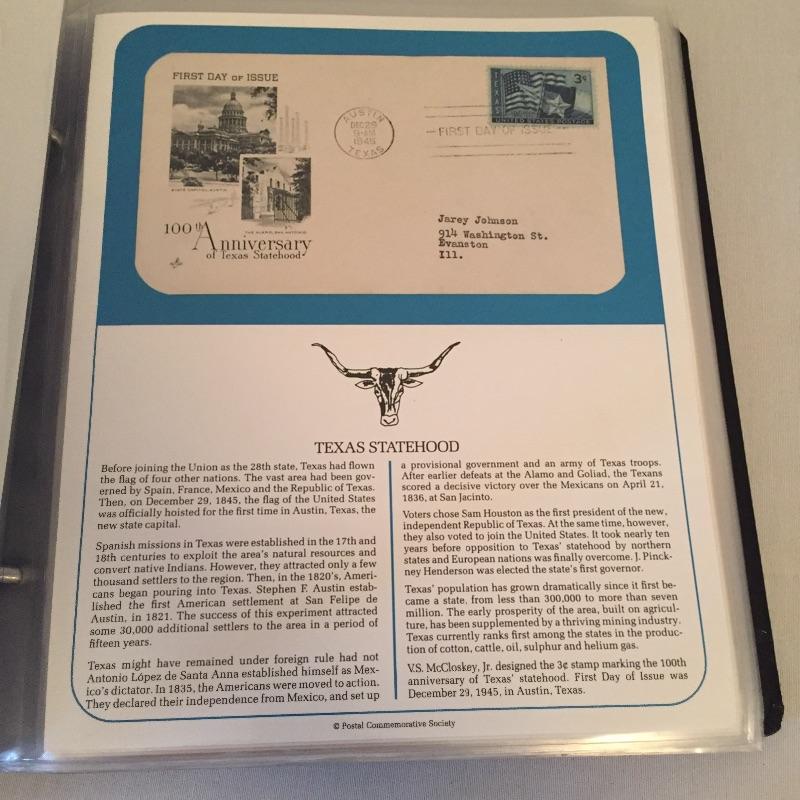 FIRST DAY OF ISSUE
STATE CAPITOL, AUSTIN
THE ALAMO, SAN ANTONIO
100th Anniversary
of Texas Statehood
AUSTIN
DEC 29
9-AM
1945
TEXAS
FIRST DAY OF ISSUE
TEXAS
3¢
UNITED STATES POSTAGE
Jarey Johnson
914 Washington St.
Evanston
Ill.
TEXAS STATEHOOD
Before joining the Union as the 28th state, Texas had flown
the flag of four other nations. The vast area had been gov-
erned by Spain, France, Mexico and the Republic of Texas.
Then, on December 29, 1845, the flag of the United States
was officially hoisted for the first time in Austin, Texas, the
new state capital.
Spanish missions in Texas were established in the 17th and
18th centuries to exploit the area's natural resources and
convert native Indians. However, they attracted only a few
thousand settlers to the region. Then, in the 1820's, Ameri-
cans began pouring into Texas. Stephen F. Austin estab-
lished the first American settlement at San Felipe de
Austin, in 1821. The success of this experiment attracted
some 30,000 additional settlers to the area in a period of
fifteen years.
Texas might have remained under foreign rule had not
Antonio López de Santa Anna established himself as Mex-
ico's dictator. In 1835, the Americans were moved to action.
They declared their independence from Mexico, and set up
a provisional government and an army of Texas troops.
After earlier defeats at the Alamo and Goliad, the Texans
scored a decisive victory over the Mexicans on April 21,
1836, at San Jacinto.
Voters chose Sam Houston as the first president of the new,
independent Republic of Texas. At the same time, however,
they also voted to join the United States. It took nearly ten
years before opposition to Texas' statehood by northern
states and European nations was finally overcome. J. Pinck-
ney Henderson was elected the state's first governor.
Texas' population has grown dramatically since it first be-
came a state, from less than 300,000 to more than seven
million. The early prosperity of the area, built on agricul-
ture, has been supplemented by a thriving mining industry.
Texas currently ranks first among the states in the produc-
tion of cotton, cattle, oil, sulphur and helium gas.
V.S. McCloskey, Jr. designed the 3¢ stamp marking the 100th
anniversary of Texas' statehood. First Day of Issue was
December 29, 1945, in Austin, Texas.
© Postal Commemorative Society